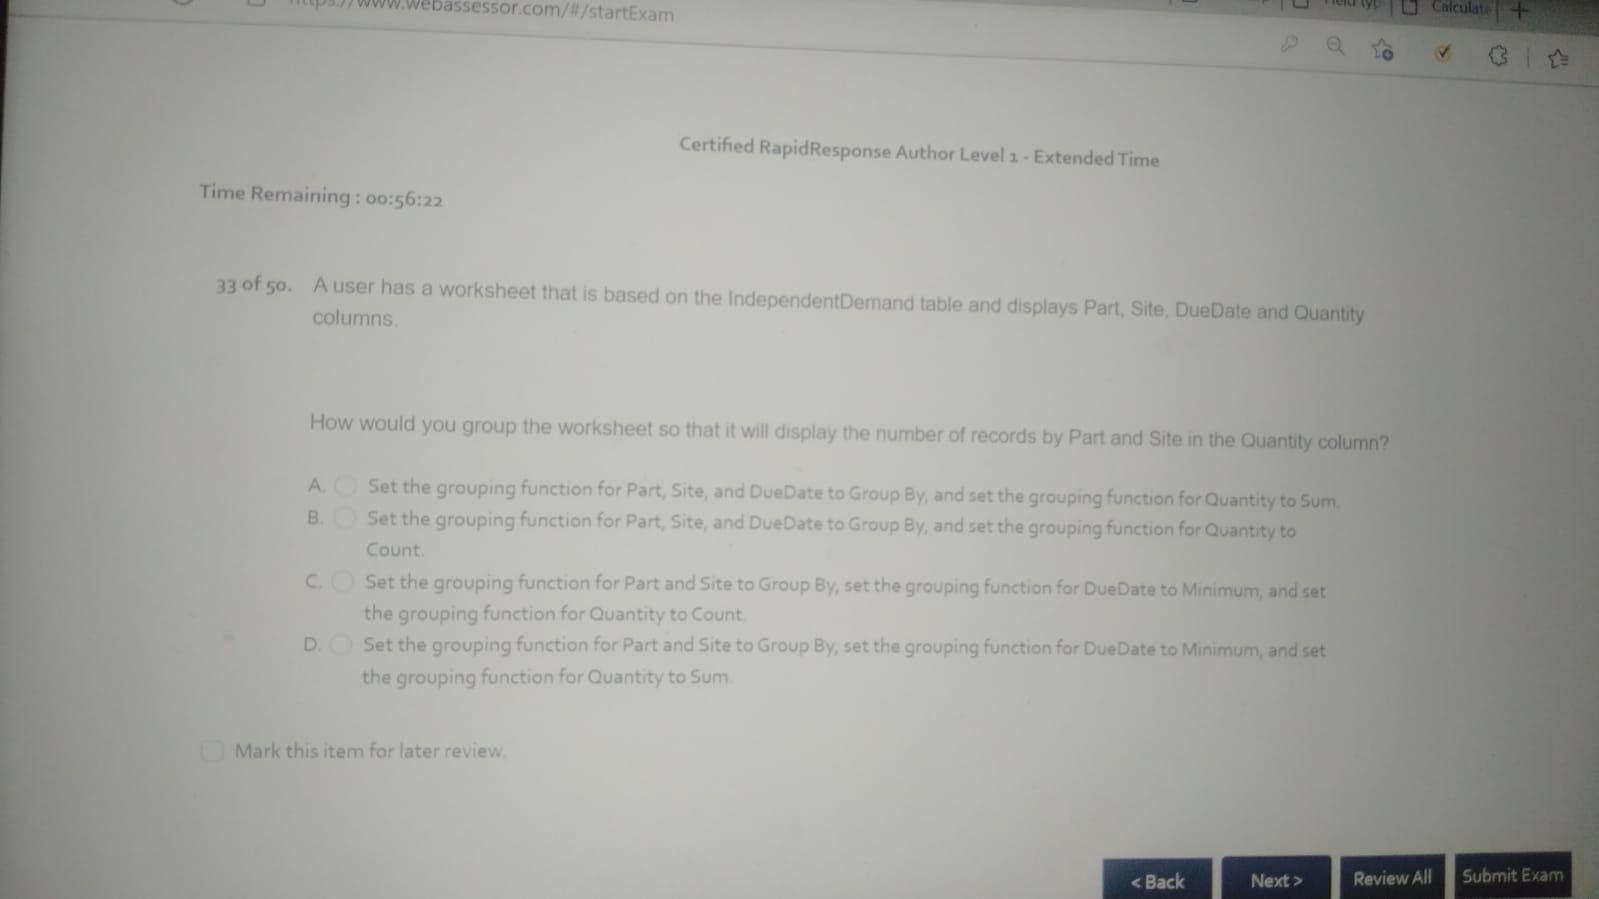 www.webassessor.com/#/startExam
Calculate
Certified RapidResponse Author Level 1 - Extended Time
Time Remaining : 00:56:22
33 of 50. A user has a worksheet that is based on the IndependentDemand table and displays Part, Site, DueDate and Quantity
columns.
How would you group the worksheet so that it will display the number of records by Part and Site in the Quantity column?
A. Set the grouping function for Part, Site, and DueDate to Group By, and set the grouping function for Quantity to Sum.
B. Set the grouping function for Part, Site, and DueDate to Group By, and set the grouping function for Quantity to
Count.
C. Set the grouping function for Part and Site to Group By, set the grouping function for DueDate to Minimum, and set
the grouping function for Quantity to Count.
D. Set the grouping function for Part and Site to Group By, set the grouping function for DueDate to Minimum, and set
the grouping function for Quantity to Sum.
Mark this item for later review.
< Back Next > Review All Submit Exam